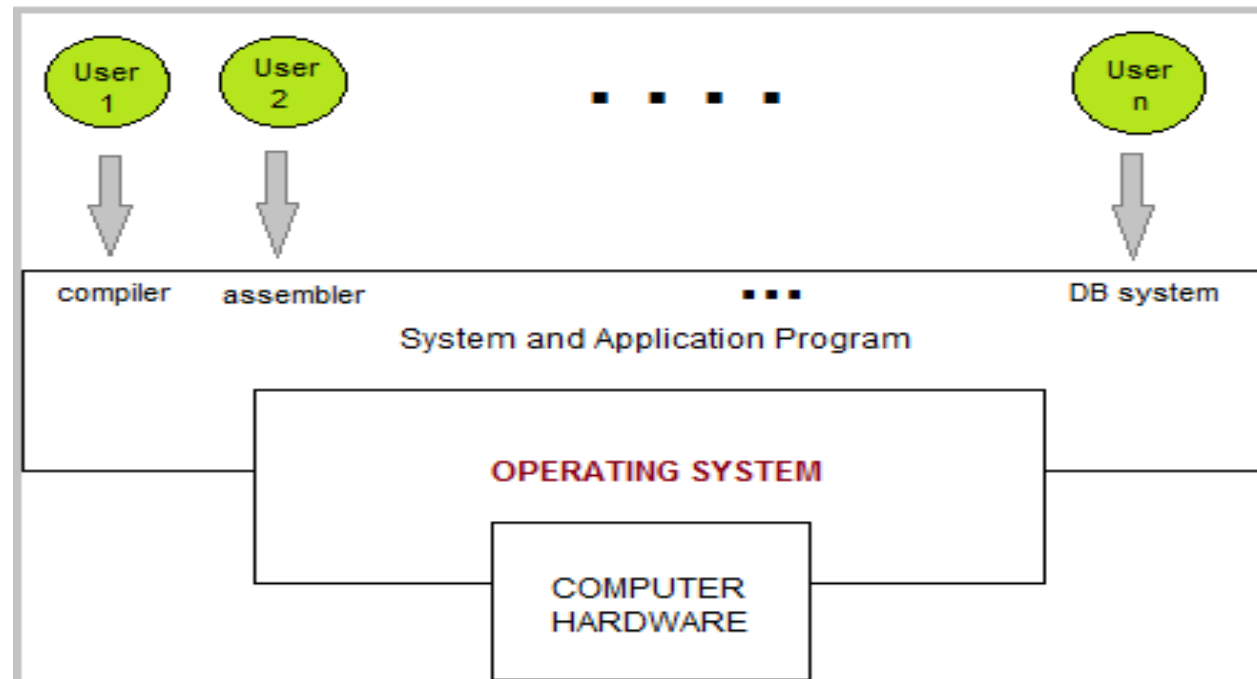 User
1
User
2
. . . .
User
n
compiler
assembler
...
DB system
System and Application Program
OPERATING SYSTEM
COMPUTER
HARDWARE